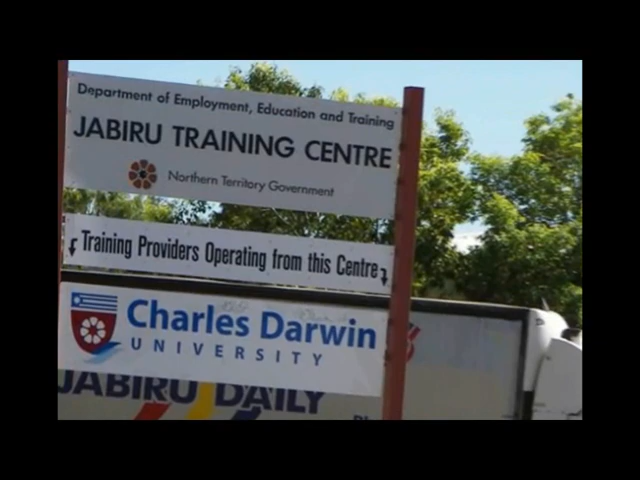 Department of Employment, Education and Training
JABIRU TRAINING CENTRE
Northern Territory Government
Training Providers Operating from this Centre
Charles Darwin
UNIVERSITY
JABIRU DAILY